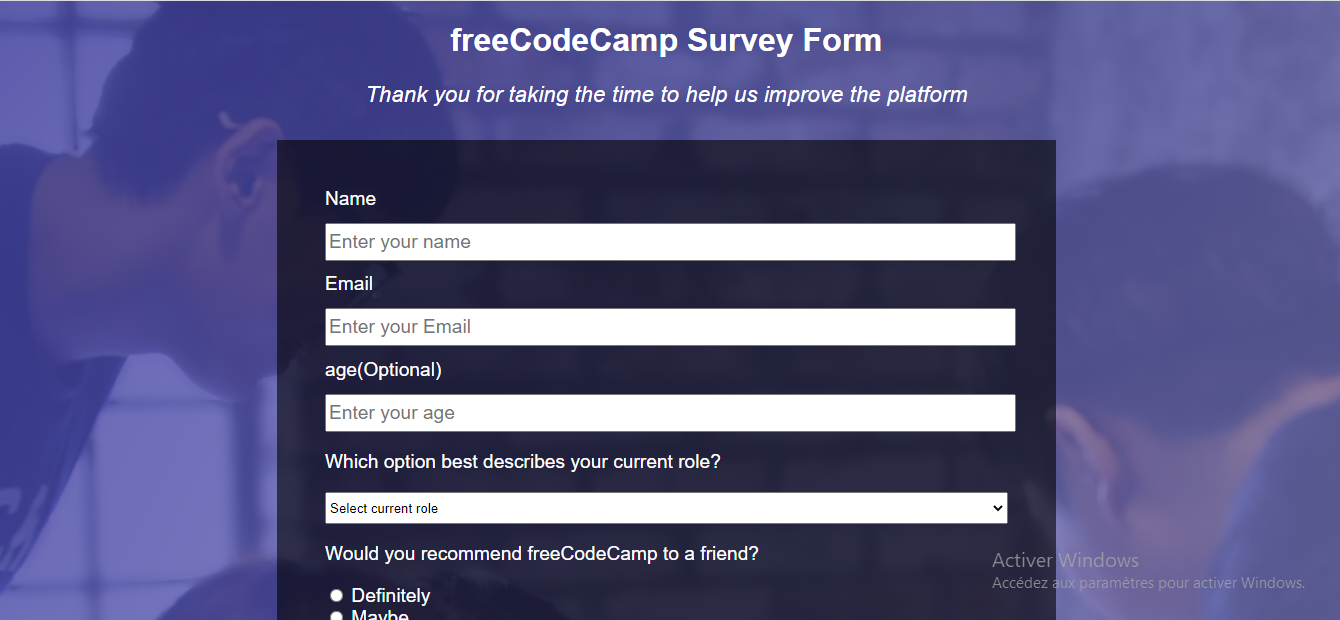 freeCodeCamp Survey Form
Thank you for taking the time to help us improve the platform
Name
Enter your name
Email
Enter your Email
age(Optional)
Enter your age
Which option best describes your current role?
Select current role
Would you recommend freeCodeCamp to a friend?
Definitely
Maybe
Activer Windows
Accédez aux paramètres pour activer Windows.